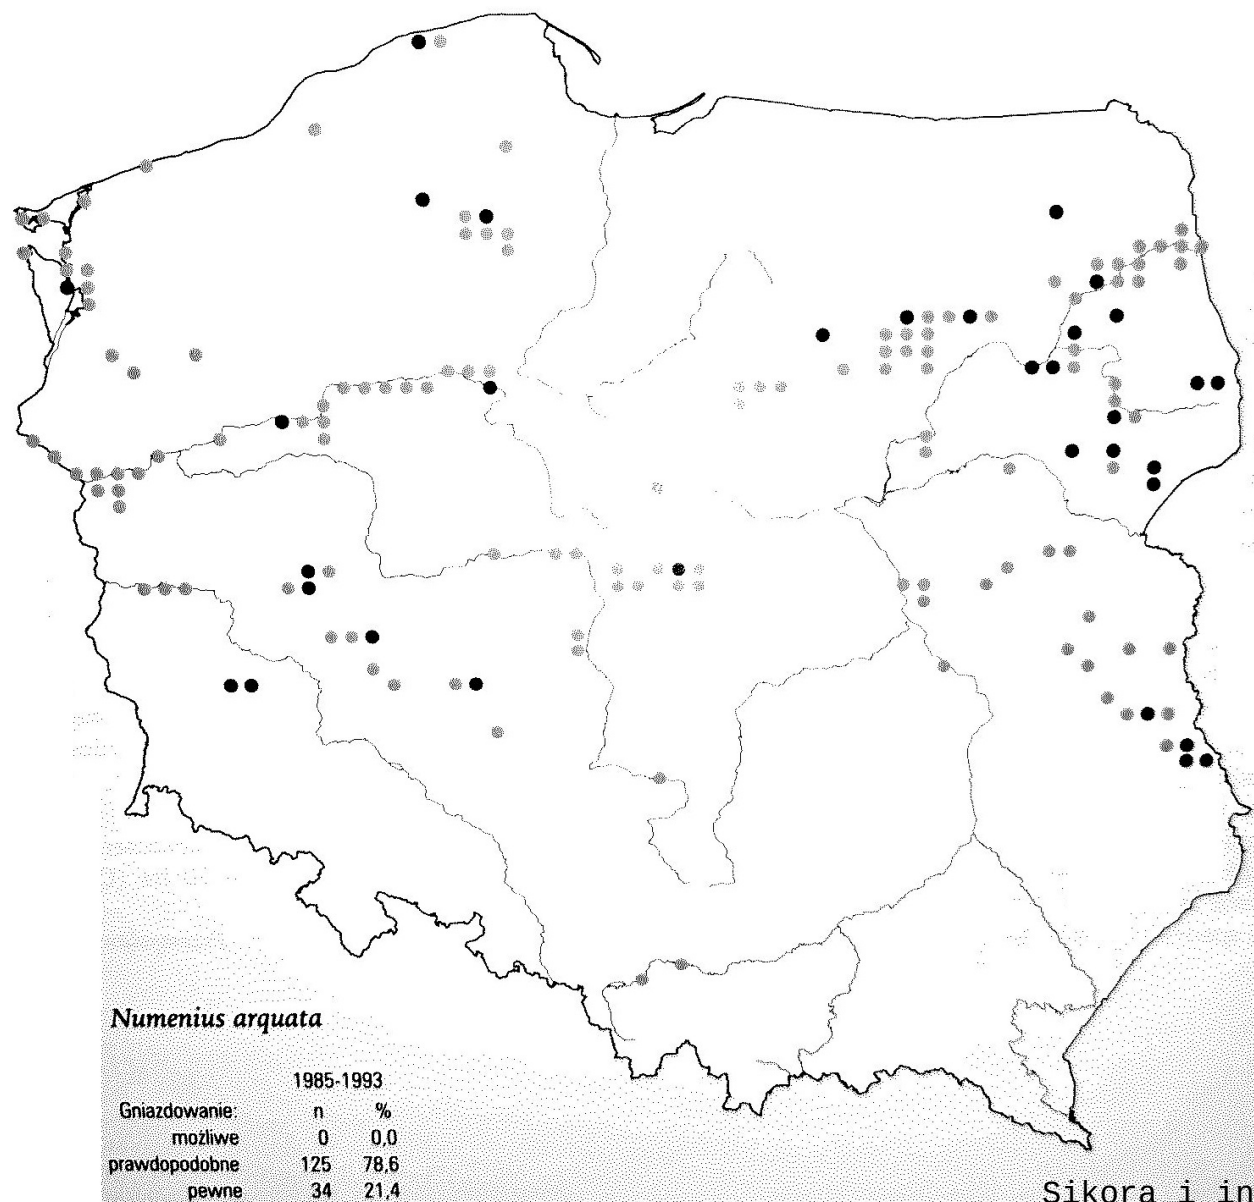 Numenius arquata
1985-1993
Gniazdowanie: n %
możliwe 0 0,0
prawdopodobne 125 78,6
pewne 34 21,4
Sikora i in